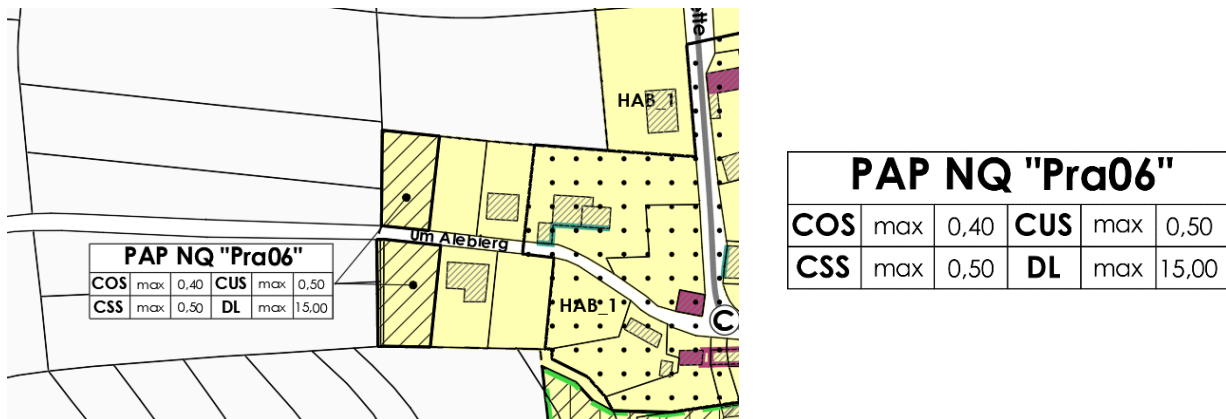 otte
HAB_1
Um Alebierg
PAP NQ "Pra06"
COS max 0,40 CUS max 0,50
CSS max 0,50 DL max 15,00
HAB_1
C
PAP NQ "Pra06"
COS max 0,40 CUS max 0,50
CSS max 0,50 DL max 15,00